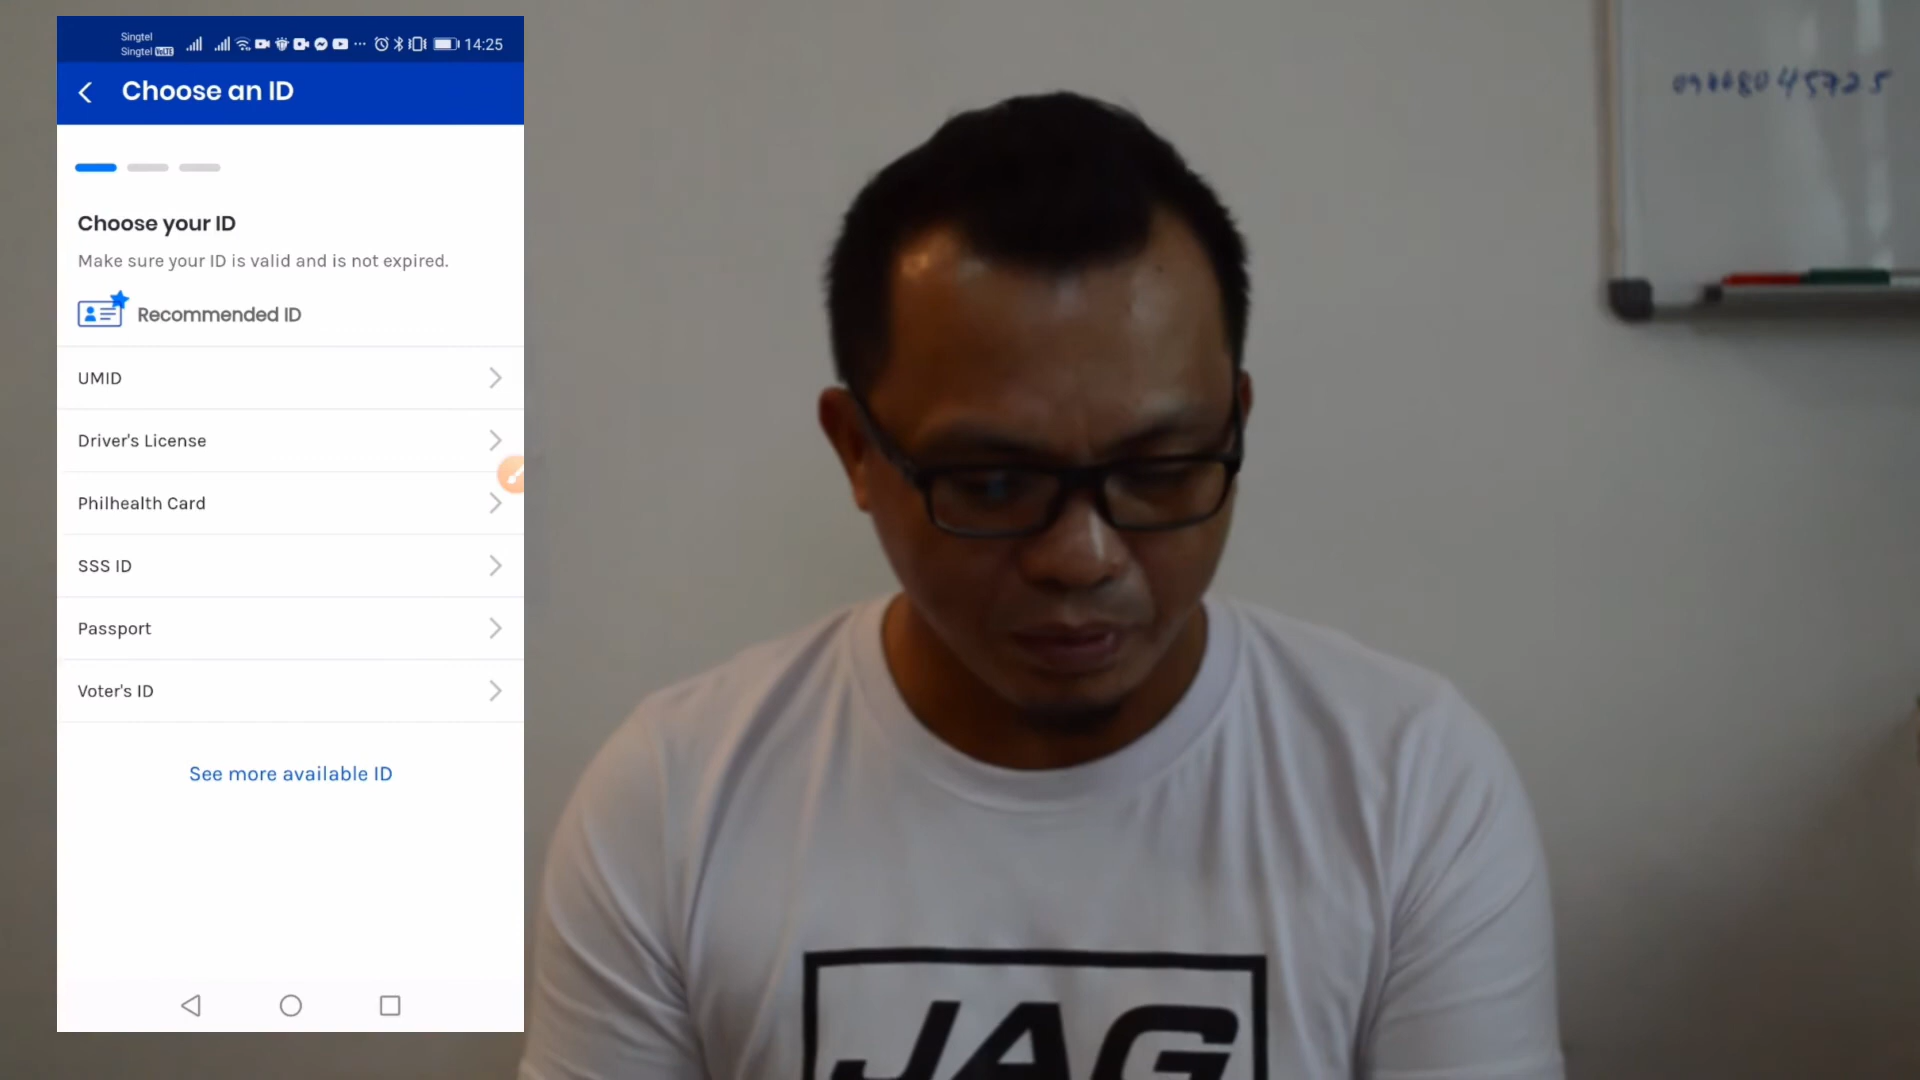 Singtel
Singtel VoLTE
14:25
Choose an ID
Choose your ID
Make sure your ID is valid and is not expired.
Recommended ID
UMID
Driver's License
Philhealth Card
SSS ID
Passport
Voter's ID
See more available ID
JAG